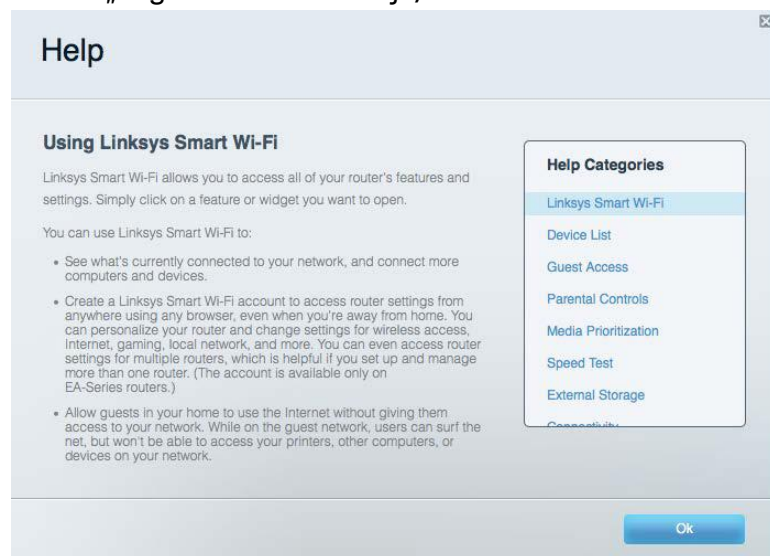 Help
Using Linksys Smart Wi-Fi
Linksys Smart Wi-Fi allows you to access all of your router's features and
settings. Simply click on a feature or widget you want to open.
You can use Linksys Smart Wi-Fi to:
• See what's currently connected to your network, and connect more
computers and devices.
• Create a Linksys Smart Wi-Fi account to access router settings from
anywhere using any browser, even when you're away from home. You
can personalize your router and change settings for wireless access,
Internet, gaming, local network, and more. You can even access router
settings for multiple routers, which is helpful if you set up and manage
more than one router. (The account is available only on
EA-Series routers.)
• Allow guests in your home to use the Internet without giving them
access to your network. While on the guest network, users can surf the
net, but won't be able to access your printers, other computers, or
devices on your network.
Help Categories
Linksys Smart Wi-Fi
Device List
Guest Access
Parental Controls
Media Prioritization
Speed Test
External Storage
Connectivity
Ok